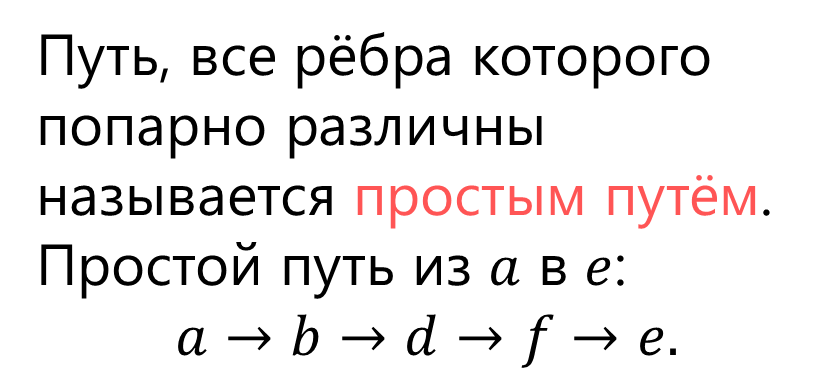 Путь, все рёбра которого
попарно различны
называется простым путём.
Простой путь из a в e:
a → b → d → f → e.